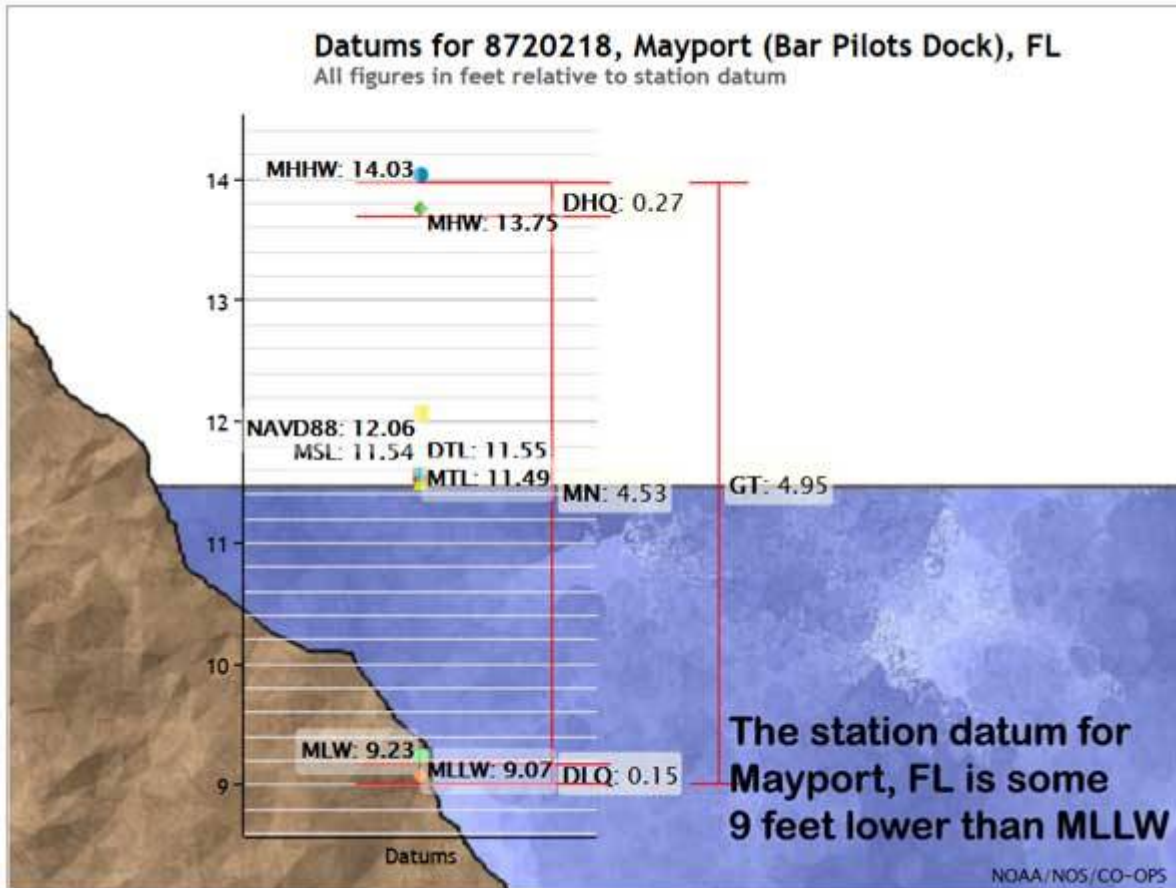 Datums for 8720218, Mayport (Bar Pilots Dock), FL
All figures in feet relative to station datum
MHHW: 14.03
14
DHQ: 0.27
MHW: 13.75
13
12
NAVD88: 12.06
MSL: 11.54
DTL: 11.55
MTL: 11.49
MN: 4.53
GT: 4.95
11
10
MLW: 9.23
MLLW: 9.07
DLQ: 0.15
9
The station datum for
Mayport, FL is some
9 feet lower than MLLW
Datums
NOAA/NOS/CO-OPS